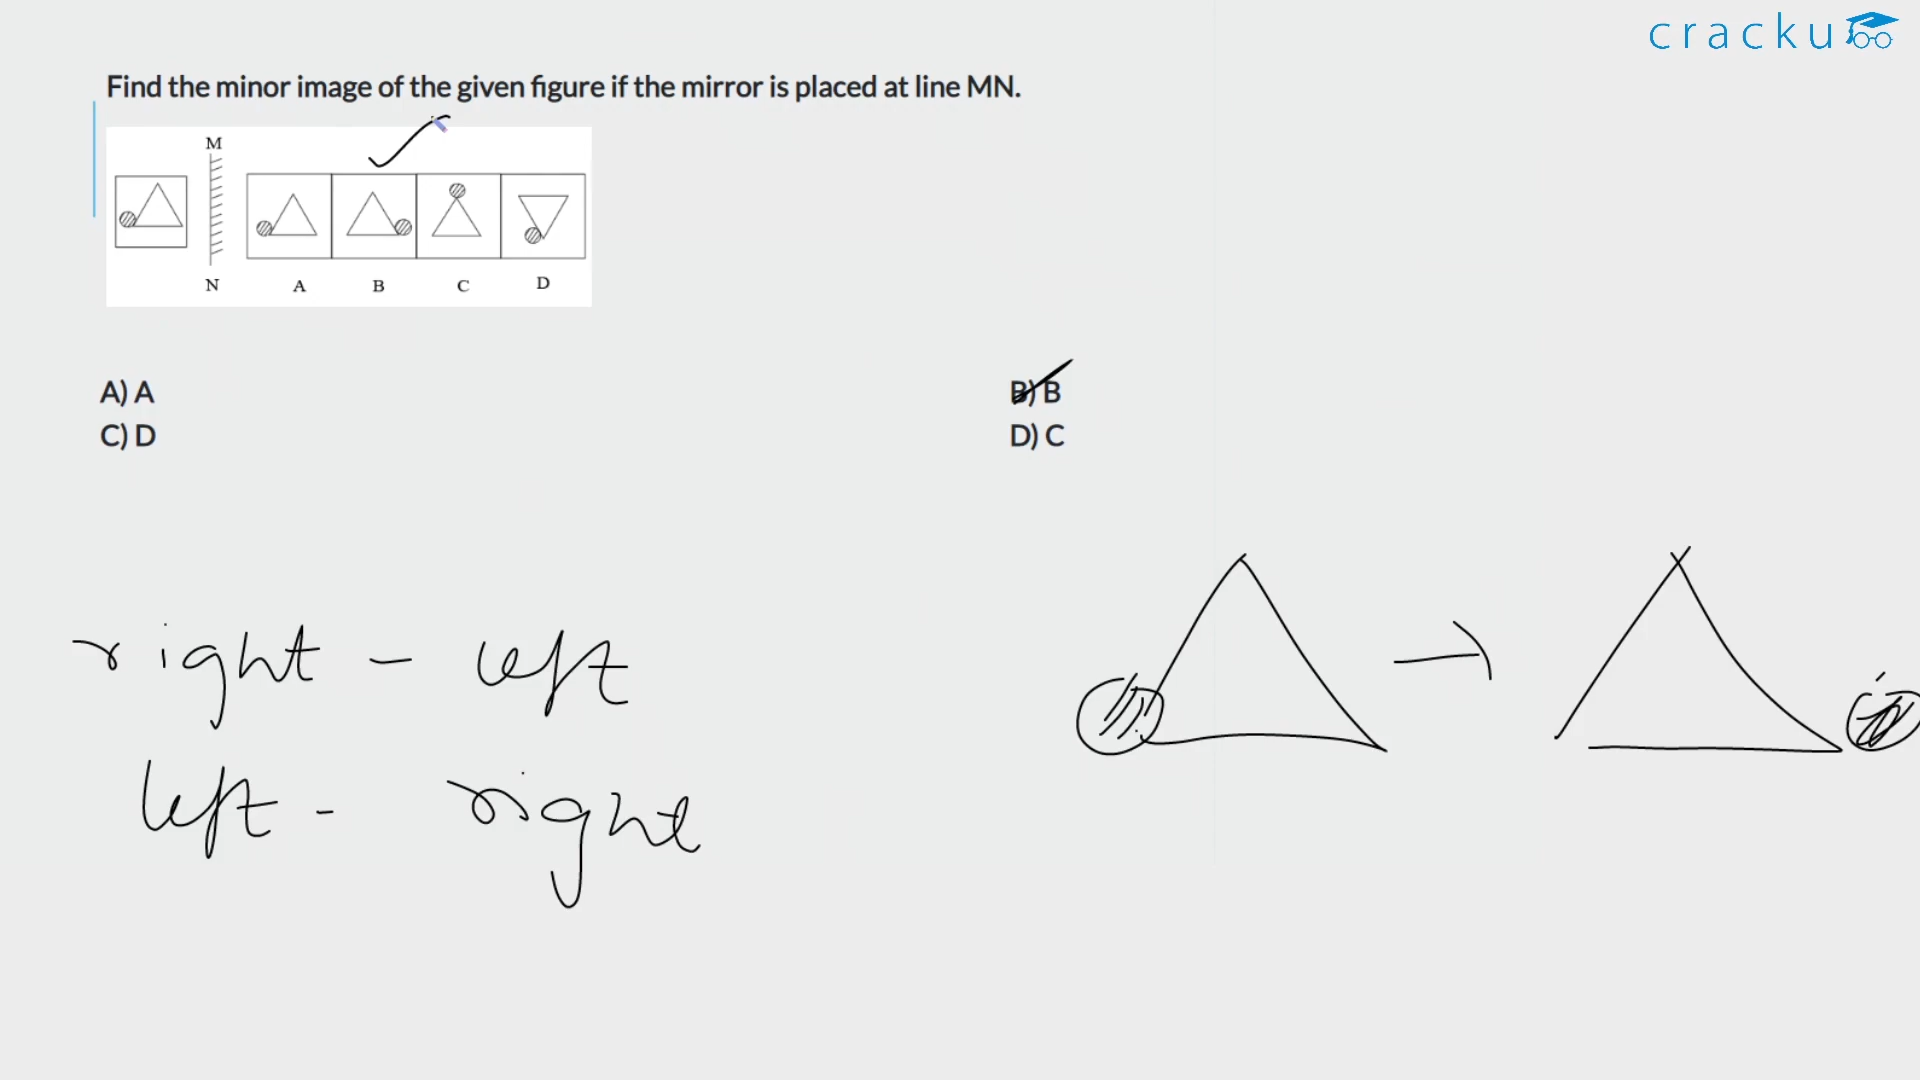 cracku
Find the minor image of the given figure if the mirror is placed at line MN.
M
N A B C D
A) A B) B
C) D D) C
right - left
left - right